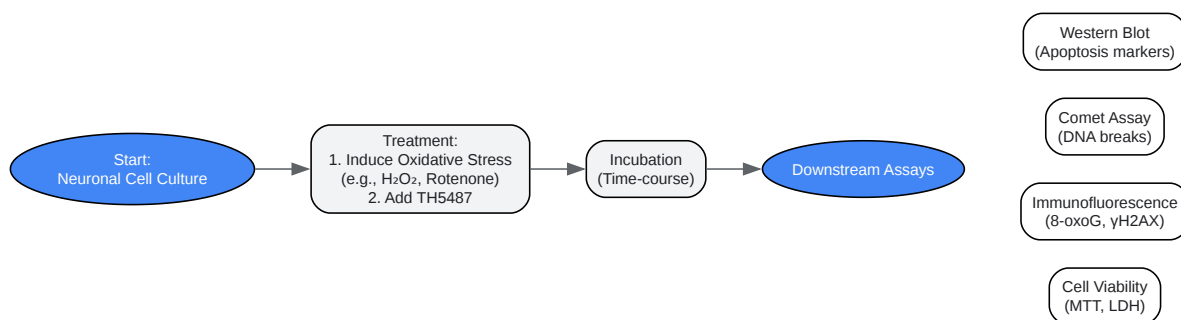 Start:
Neuronal Cell Culture
Treatment:
1. Induce Oxidative Stress
(e.g., H₂O₂, Rotenone)
2. Add TH5487
Incubation
(Time-course)
Downstream Assays
Western Blot
(Apoptosis markers)
Comet Assay
(DNA breaks)
Immunofluorescence
(8-oxoG, γH2AX)
Cell Viability
(MTT, LDH)